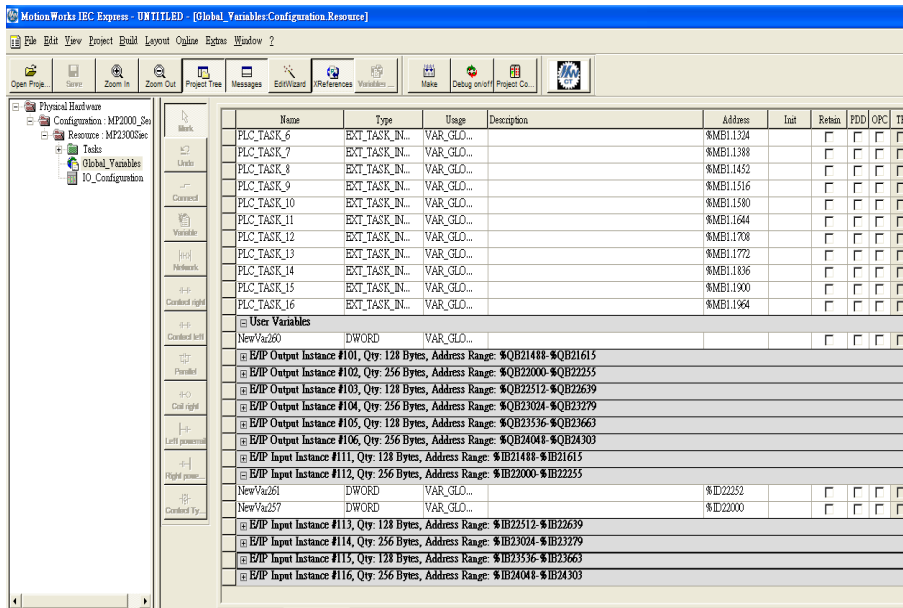 MotionWorks IEC Express - UNTITLED - [Global_Variables:Configuration.Resource]
File Edit View Project Build Layout Online Extras Window ?
Open Proje... Save Zoom In Zoom Out Project Tree Messages EditWizard XReferences Variables ... Make Debug on/off Project Co...
Physical Hardware
Configuration : MP2000_Sei
Resource : MP2300Siec
Tasks
Global_Variables
IO_Configuration
Mark
Undo
Connect
Variable
Network
Contact right
Contact left
Parallel
Coil right
Left powerrail
Right powe...
Contact Ty...
Name Type Usage Description Address Init Retain PDD OPC
PLC_TASK_6 EXT_TASK_IN... VAR_GLO... %MB1.1324
PLC_TASK_7 EXT_TASK_IN... VAR_GLO... %MB1.1388
PLC_TASK_8 EXT_TASK_IN... VAR_GLO... %MB1.1452
PLC_TASK_9 EXT_TASK_IN... VAR_GLO... %MB1.1516
PLC_TASK_10 EXT_TASK_IN... VAR_GLO... %MB1.1580
PLC_TASK_11 EXT_TASK_IN... VAR_GLO... %MB1.1644
PLC_TASK_12 EXT_TASK_IN... VAR_GLO... %MB1.1708
PLC_TASK_13 EXT_TASK_IN... VAR_GLO... %MB1.1772
PLC_TASK_14 EXT_TASK_IN... VAR_GLO... %MB1.1836
PLC_TASK_15 EXT_TASK_IN... VAR_GLO... %MB1.1900
PLC_TASK_16 EXT_TASK_IN... VAR_GLO... %MB1.1964
User Variables
NewVar260 DWORD VAR_GLO...
E/IP Output Instance #101, Qty: 128 Bytes, Address Range: %QB21488-%QB21615
E/IP Output Instance #102, Qty: 256 Bytes, Address Range: %QB22000-%QB22255
E/IP Output Instance #103, Qty: 128 Bytes, Address Range: %QB22512-%QB22639
E/IP Output Instance #104, Qty: 256 Bytes, Address Range: %QB23024-%QB23279
E/IP Output Instance #105, Qty: 128 Bytes, Address Range: %QB23536-%QB23663
E/IP Output Instance #106, Qty: 256 Bytes, Address Range: %QB24048-%QB24303
E/IP Input Instance #111, Qty: 128 Bytes, Address Range: %IB21488-%IB21615
E/IP Input Instance #112, Qty: 256 Bytes, Address Range: %IB22000-%IB22255
NewVar261 DWORD VAR_GLO... %ID22252
NewVar257 DWORD VAR_GLO... %ID22000
E/IP Input Instance #113, Qty: 128 Bytes, Address Range: %IB22512-%IB22639
E/IP Input Instance #114, Qty: 256 Bytes, Address Range: %IB23024-%IB23279
E/IP Input Instance #115, Qty: 128 Bytes, Address Range: %IB23536-%IB23663
E/IP Input Instance #116, Qty: 256 Bytes, Address Range: %IB24048-%IB24303